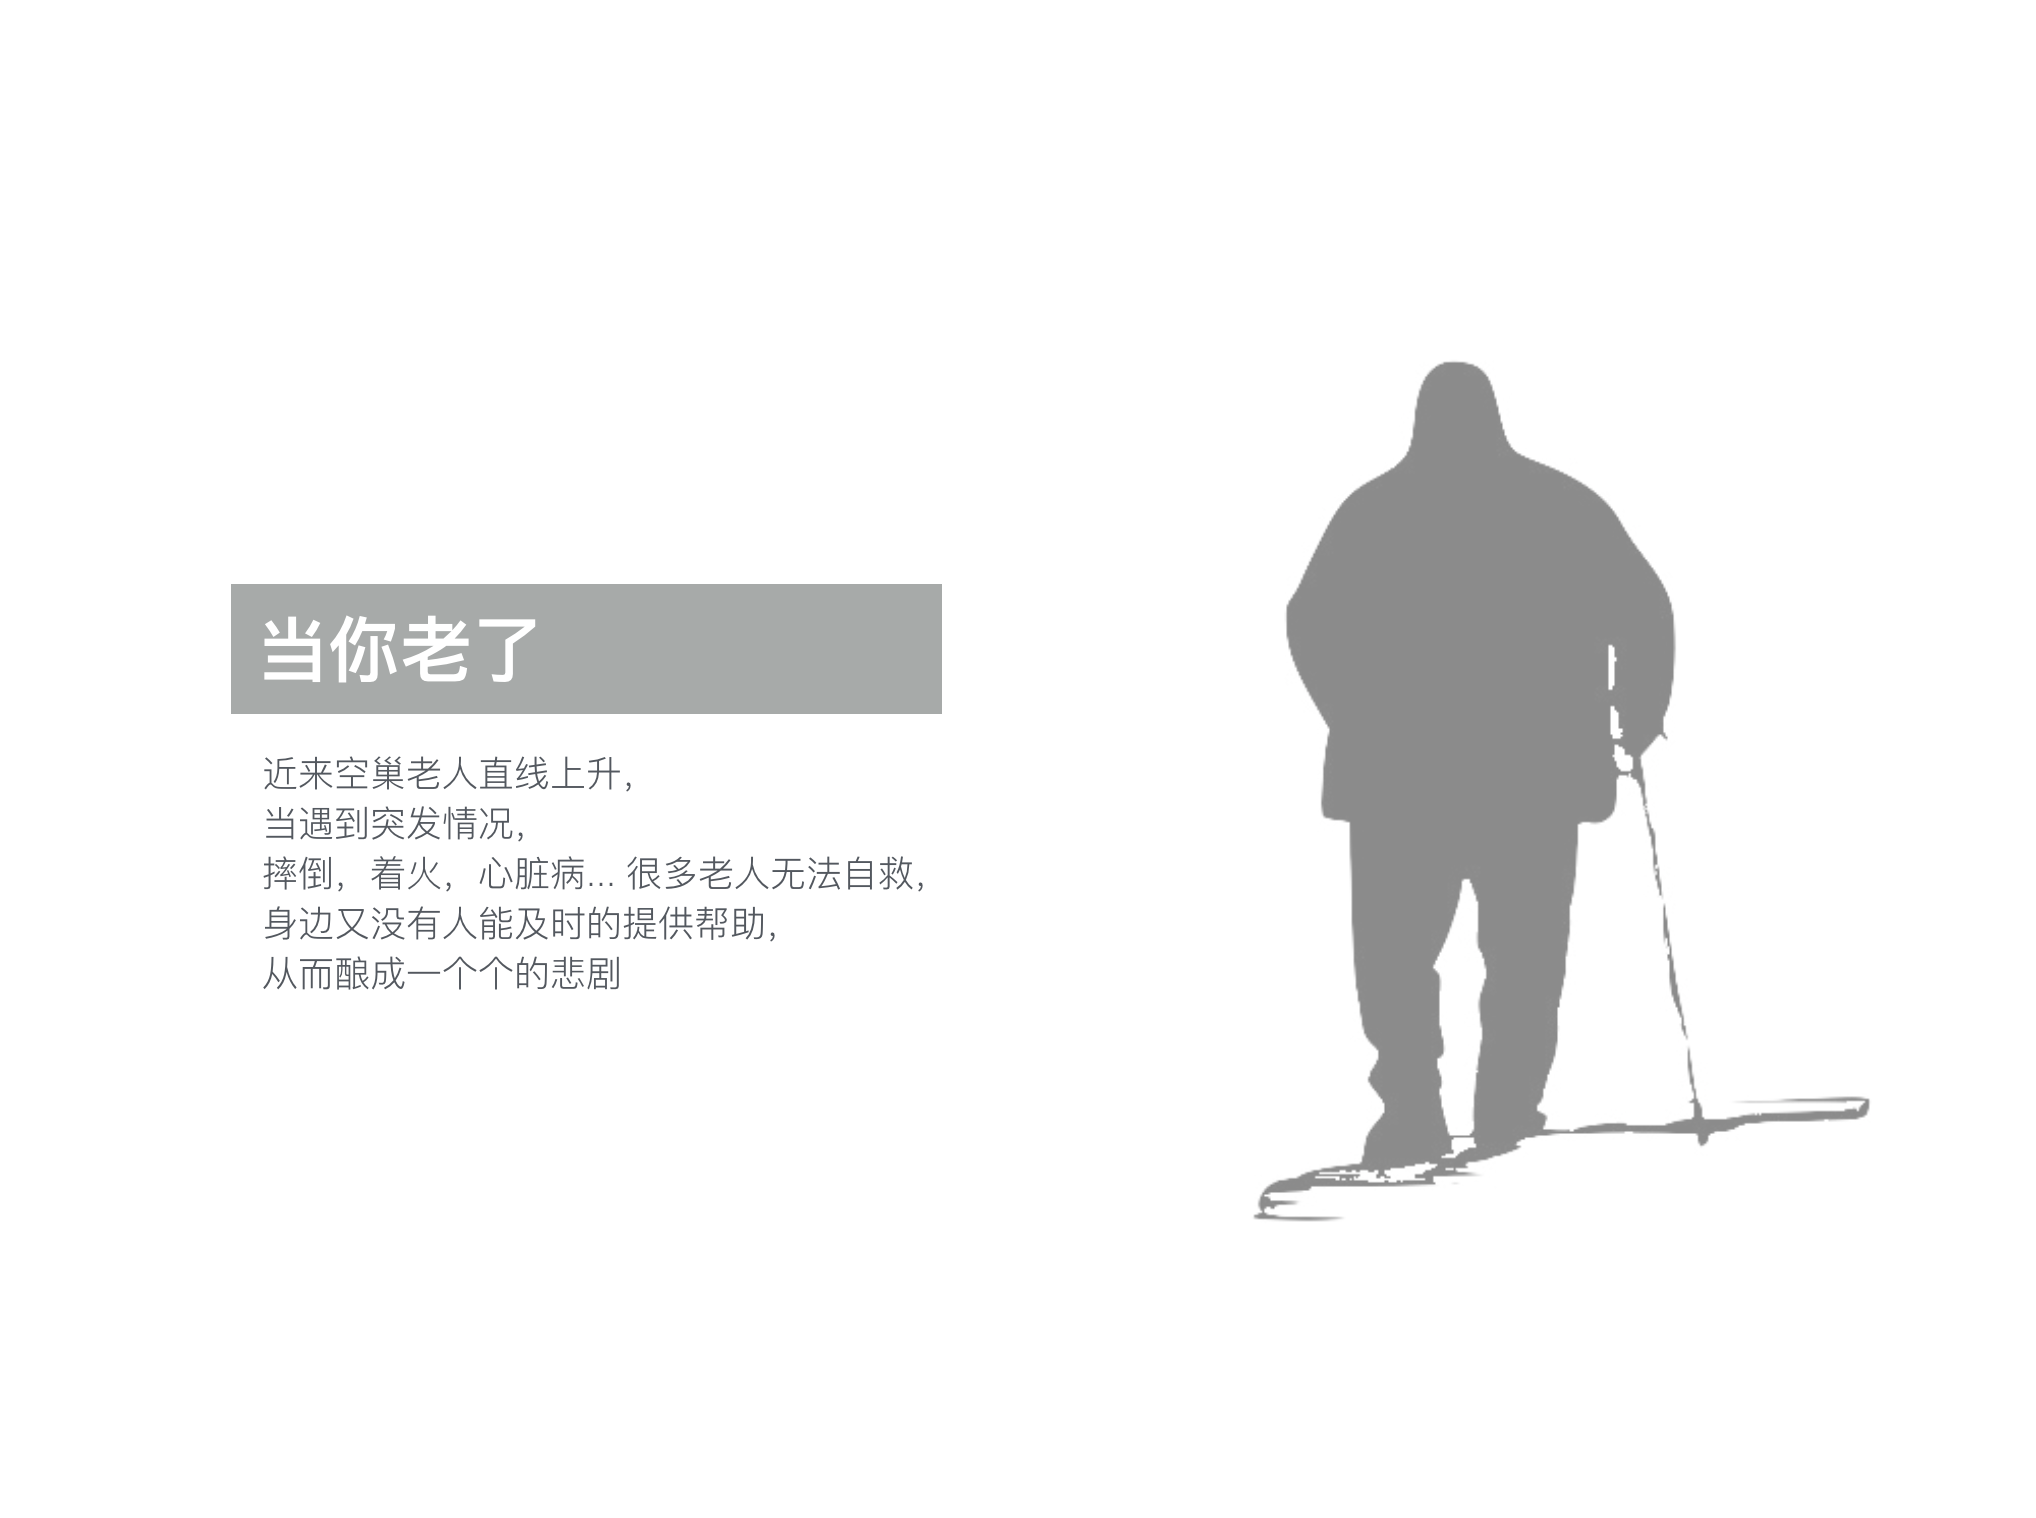 当你老了
近来空巢老人直线上升，
当遇到突发情况，
摔倒，着火，心脏病... 很多老人无法自救，
身边又没有人能及时的提供帮助，
从而酿成一个个的悲剧